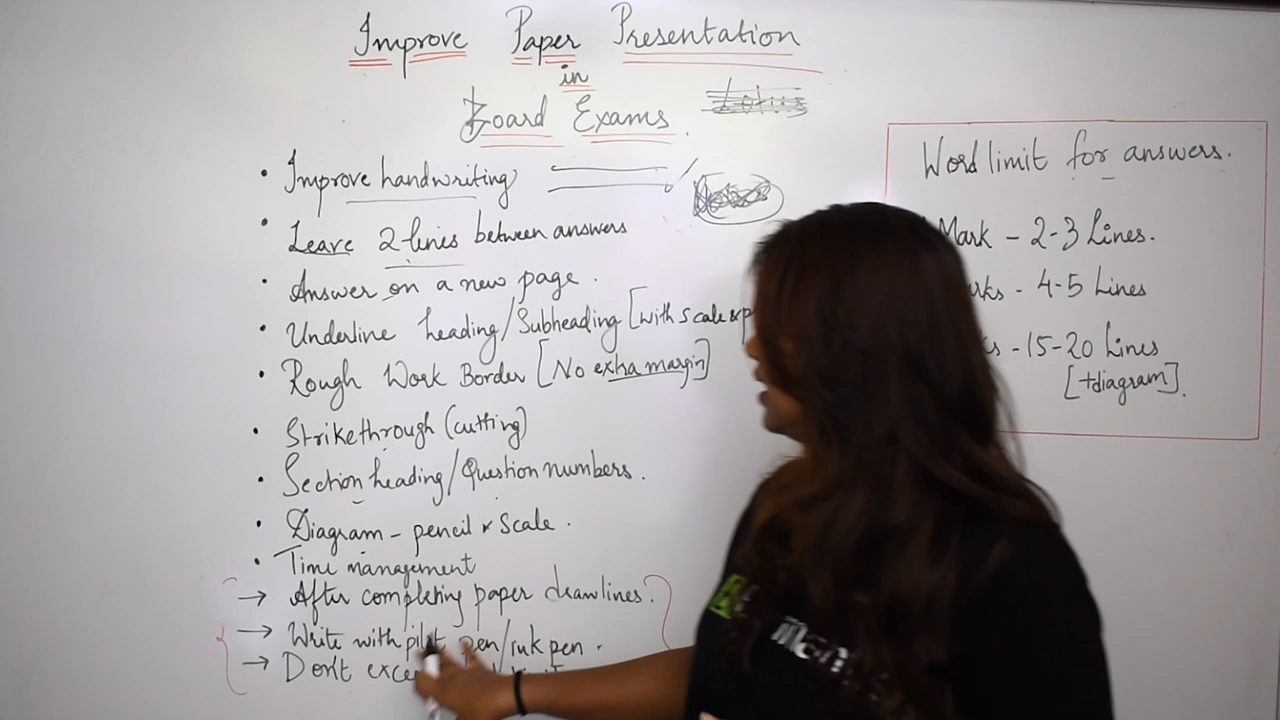 Improve Paper Presentation
in
Board Exams.
• Improve handwriting
• Leave 2 lines between answers
• Answer on a new page.
• Underline heading/Subheading [with scale &
• Rough Work Border [No extra margin]
• Strikethrough (cutting)
• Section heading/Question numbers.
• Diagram - pencil & Scale.
• Time management
→ After completing paper draw lines.
→ Write with pilot pen/ink pen.
→ Don't
Word limit for answers.
Mark - 2-3 Lines.
- 4-5 Lines
- 15-20 Lines
[+diagram].